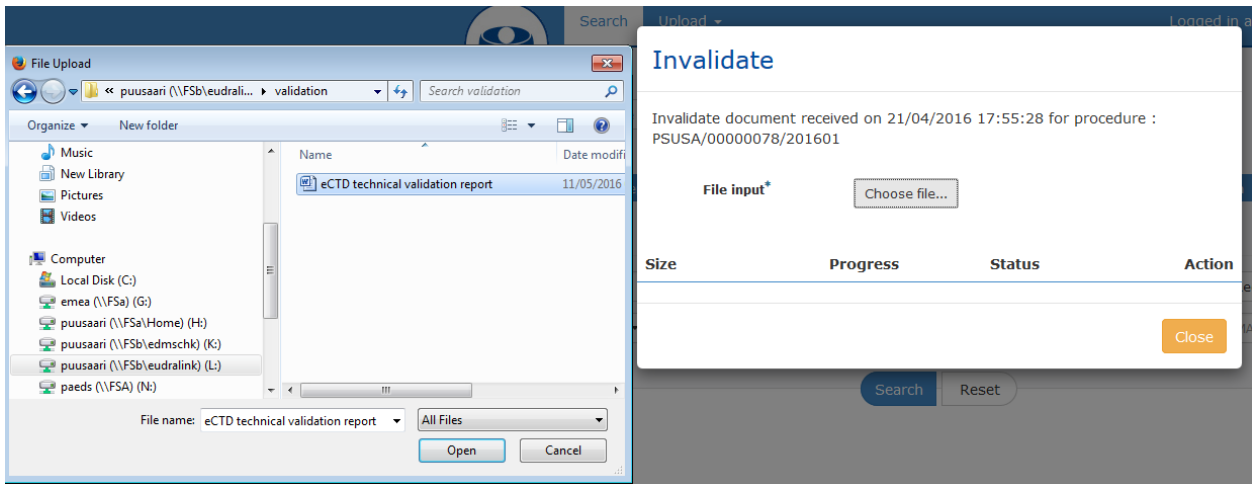 Search
Upload
Logged in a
File Upload
« puusaari (\\FSb\eudrali... ▸ validation
Search validation
Organize
New folder
Music
New Library
Pictures
Videos
Computer
Local Disk (C:)
emea (\\FSa) (G:)
puusaari (\\FSa\Home) (H:)
puusaari (\\FSb\edmschk) (K:)
puusaari (\\FSb\eudralink) (L:)
paeds (\\FSA) (N:)
Name
Date modifi
eCTD technical validation report
11/05/2016
File name:
eCTD technical validation report
All Files
Open
Cancel
Invalidate
Invalidate document received on 21/04/2016 17:55:28 for procedure :
PSUSA/00000078/201601
File input*
Choose file...
Size
Progress
Status
Action
Close
Search
Reset